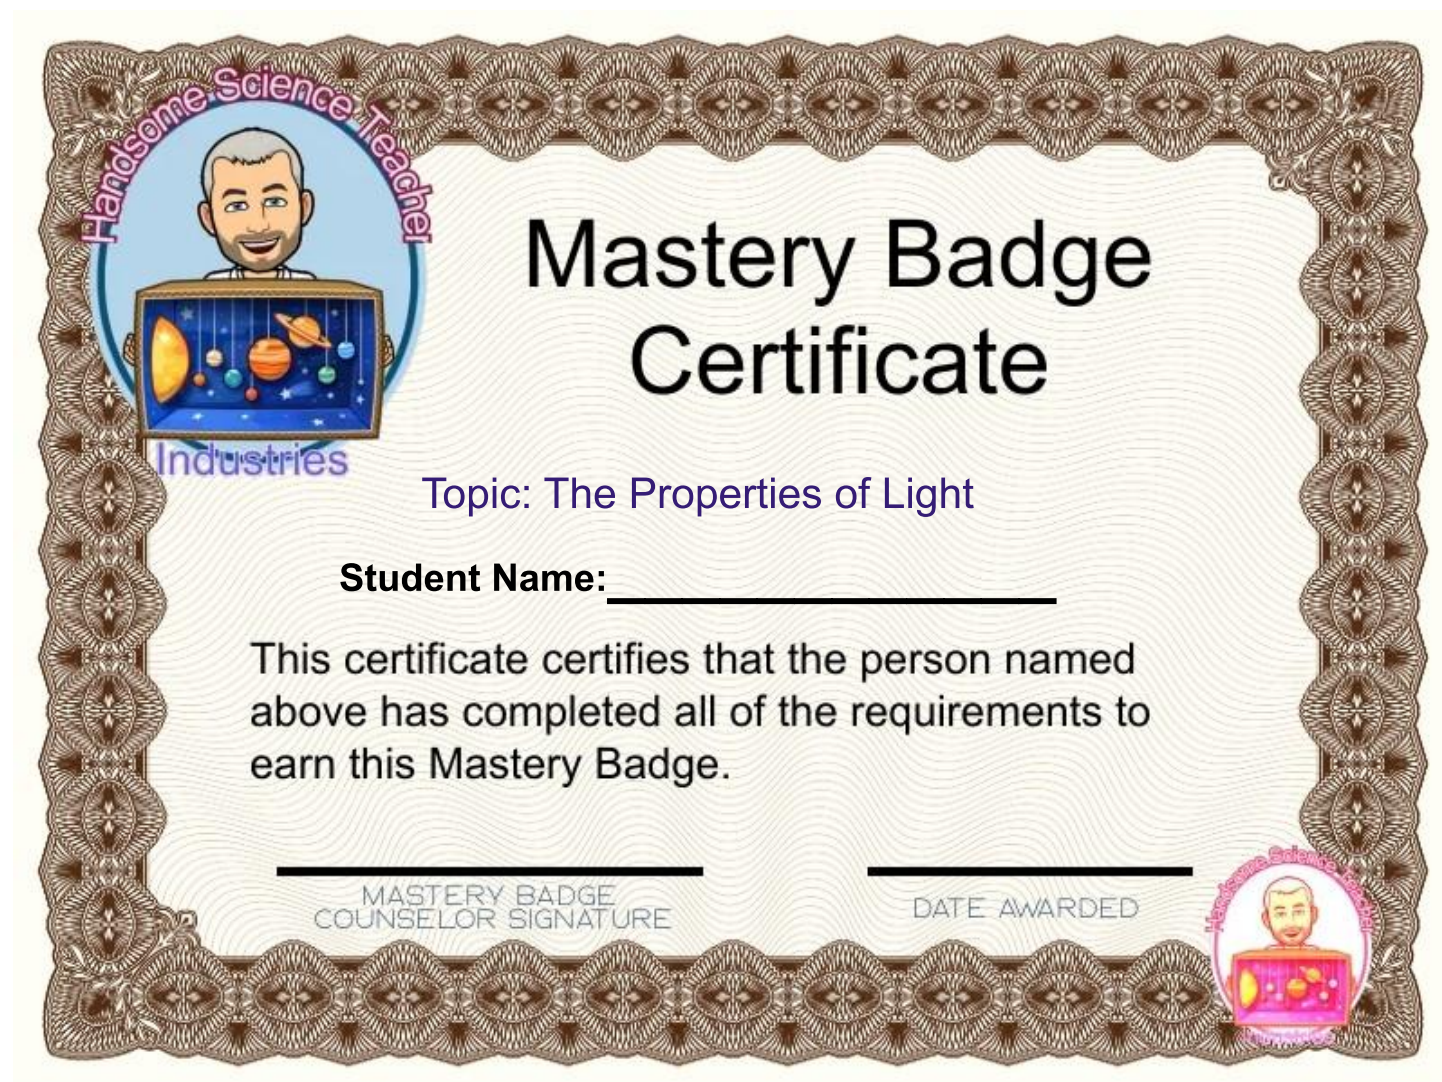 Handsome Science Teacher
Industries
Mastery Badge
Certificate
Topic: The Properties of Light
Student Name:
This certificate certifies that the person named
above has completed all of the requirements to
earn this Mastery Badge.
MASTERY BADGE
COUNSELOR SIGNATURE
DATE AWARDED
Handsome Science Teacher
Industries